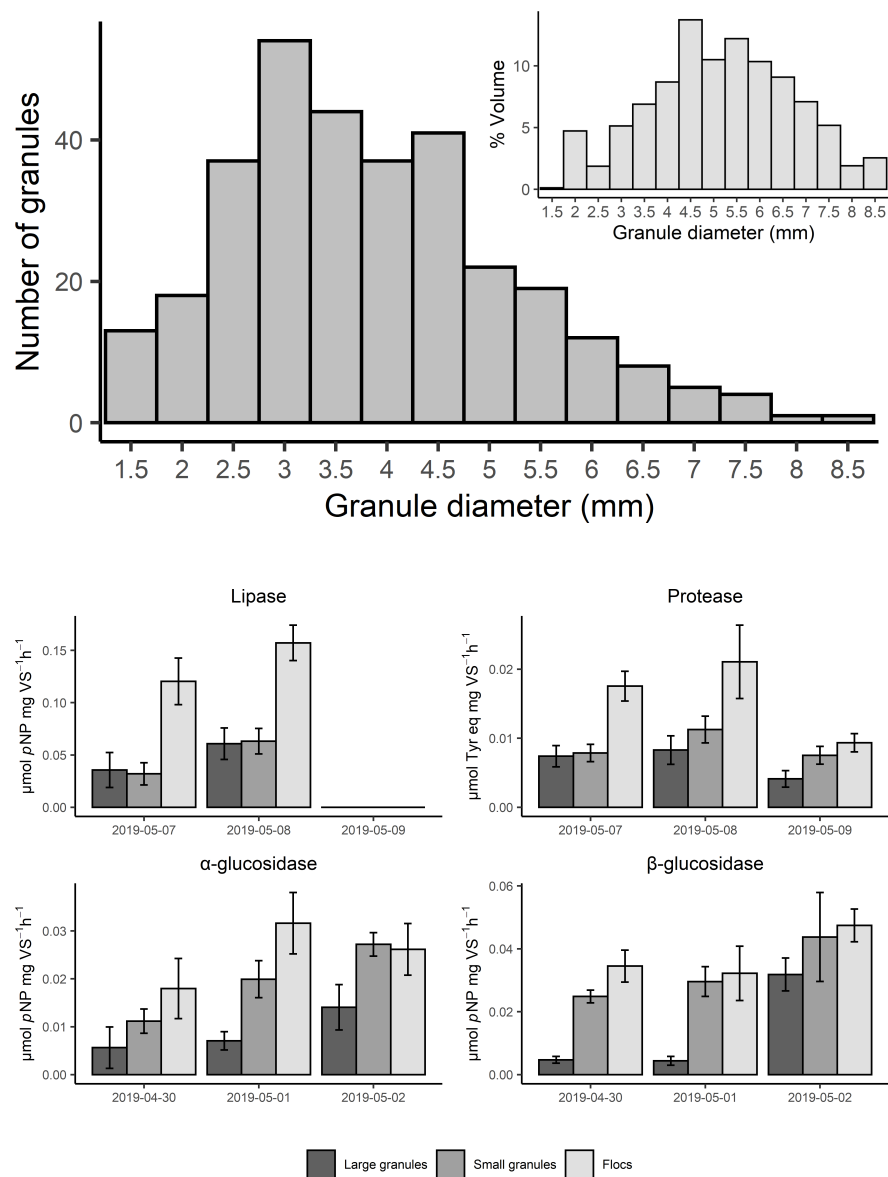 Number of granules
40
20
0
1.5 2 2.5 3 3.5 4 4.5 5 5.5 6 6.5 7 7.5 8 8.5
Granule diameter (mm)
% Volume
10
5
0
1.5 2 2.5 3 3.5 4 4.5 5 5.5 6 6.5 7 7.5 8 8.5
Granule diameter (mm)
Lipase
µmol pNP mg VS⁻¹h⁻¹
0.15
0.10
0.05
0.00
2019-05-07 2019-05-08 2019-05-09
Protease
µmol Tyr eq mg VS⁻¹h⁻¹
0.02
0.01
0.00
2019-05-07 2019-05-08 2019-05-09
α-glucosidase
µmol pNP mg VS⁻¹h⁻¹
0.03
0.02
0.01
0.00
2019-04-30 2019-05-01 2019-05-02
β-glucosidase
µmol pNP mg VS⁻¹h⁻¹
0.06
0.04
0.02
0.00
2019-04-30 2019-05-01 2019-05-02
Large granules Small granules Flocs